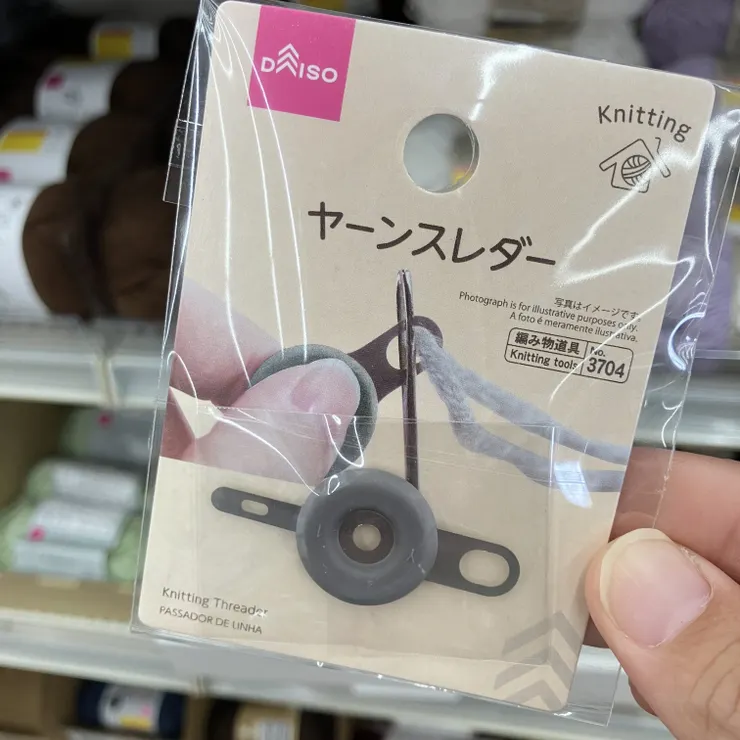 DAISO
Knitting
ヤーンスレダー
写真はイメージです。
Photograph is for illustrative purposes only.
A foto é meramente ilustrativa.
編み物道具
Knitting tools
No.
3704
Knitting Threader
PASSADOR DE LINHA